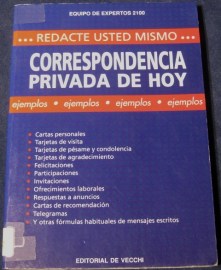 EQUIPO DE EXPERTOS 2100
... REDACTE USTED MISMO ...
CORRESPONDENCIA
PRIVADA DE HOY
ejemplos • ejemplos • ejemplos • ejemplos
• Cartas personales
• Tarjetas de visita
• Tarjetas de pésame y condolencia
• Tarjetas de agradecimiento
• Felicitaciones
• Participaciones
• Invitaciones
• Ofrecimientos laborales
• Respuestas a anuncios
• Cartas de recomendación
• Telegramas
• Y otras fórmulas habituales de mensajes escritos
EDITORIAL DE VECCHI